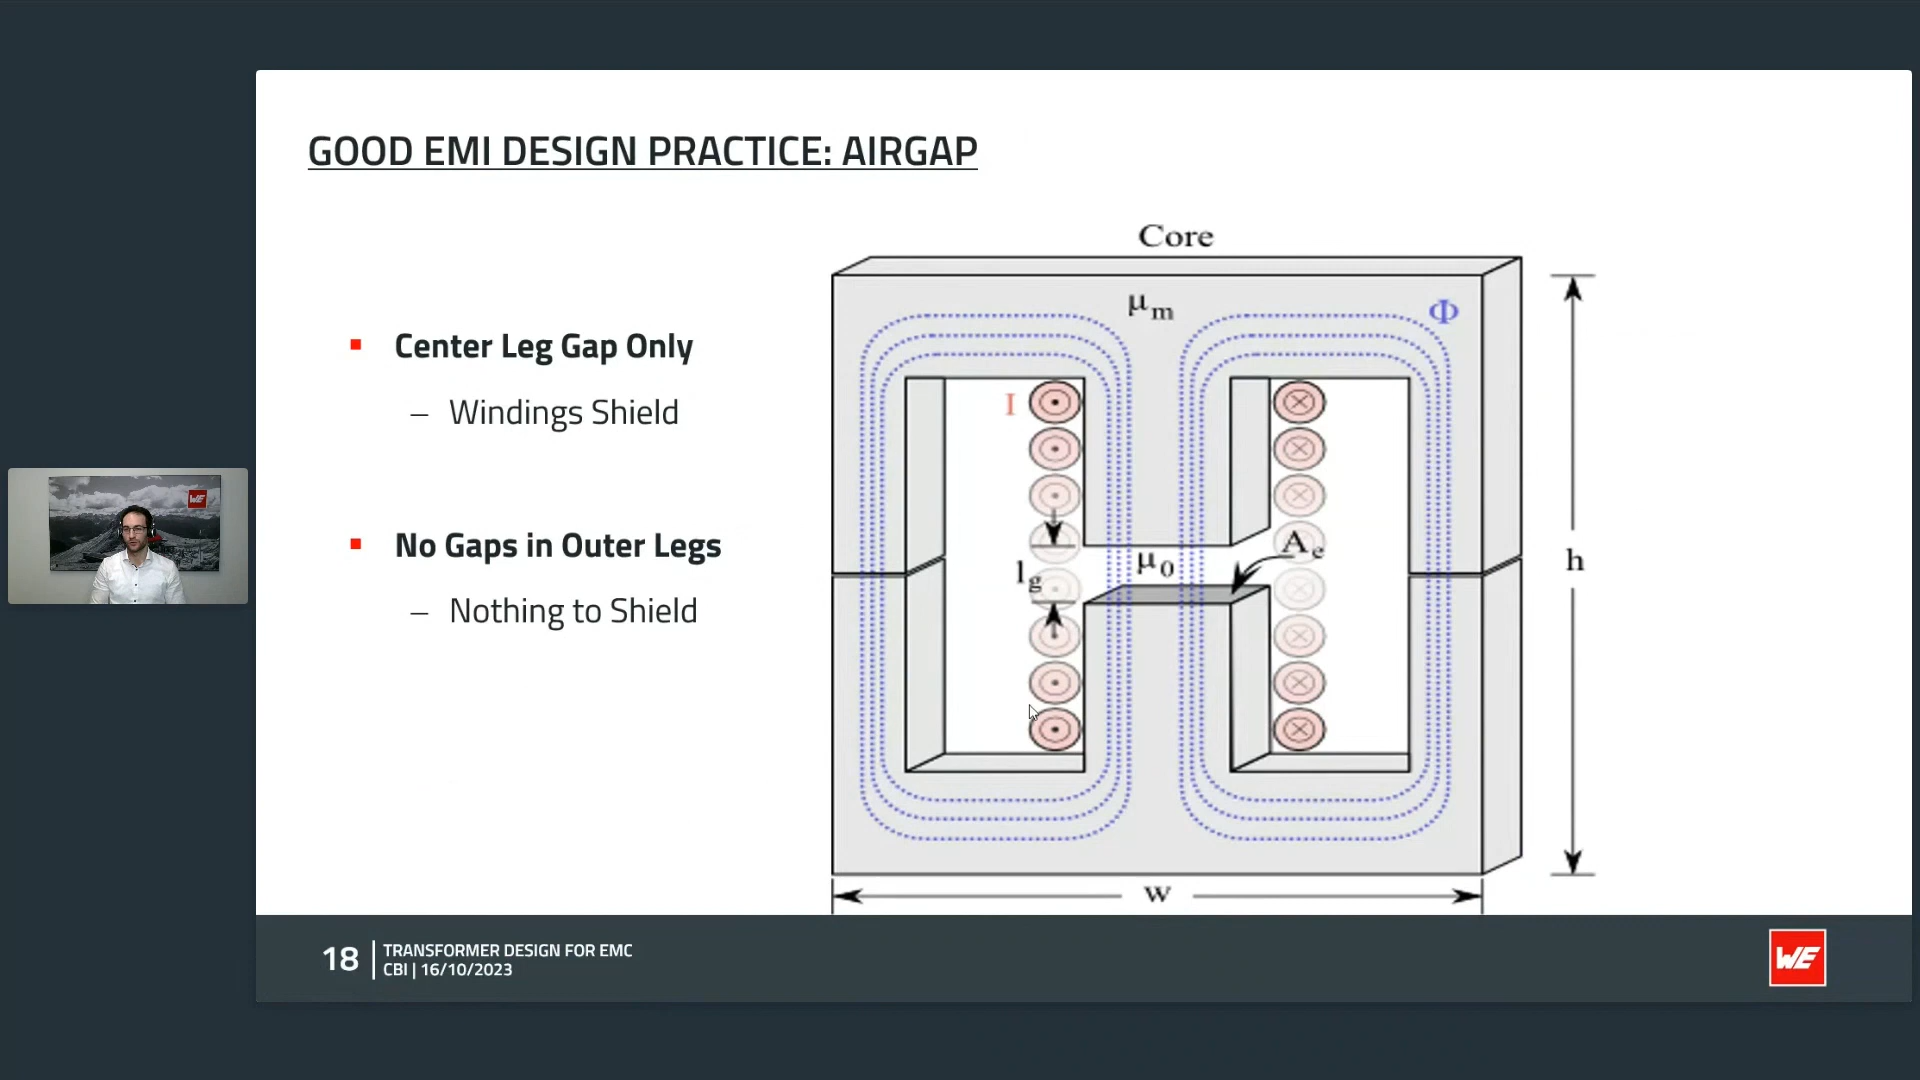 GOOD EMI DESIGN PRACTICE: AIRGAP
Core
μm
Φ
Center Leg Gap Only
– Windings Shield
I
No Gaps in Outer Legs
– Nothing to Shield
lg
μ0
Ae
h
w
18
TRANSFORMER DESIGN FOR EMC
CBI | 16/10/2023
WE
WE